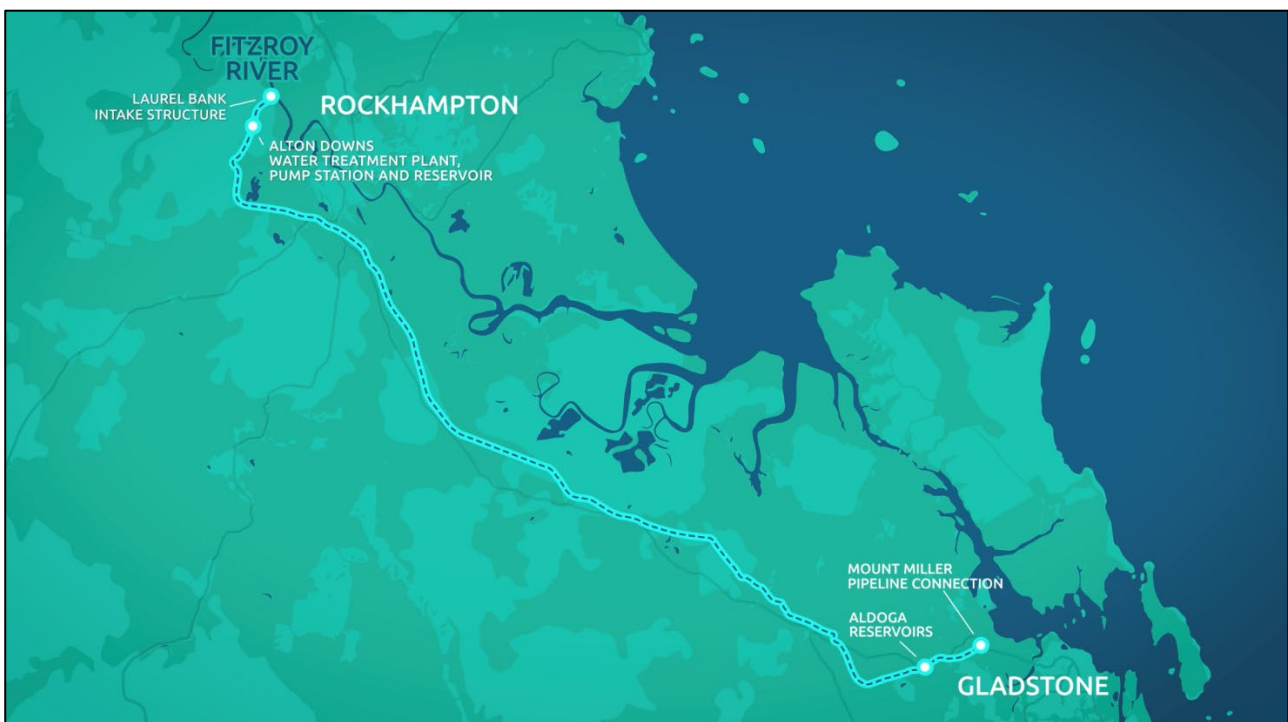 FITZROY
RIVER
LAUREL BANK
INTAKE STRUCTURE
ROCKHAMPTON
ALTON DOWNS
WATER TREATMENT PLANT,
PUMP STATION AND RESERVOIR
MOUNT MILLER
PIPELINE CONNECTION
ALDOGA
RESERVOIRS
GLADSTONE